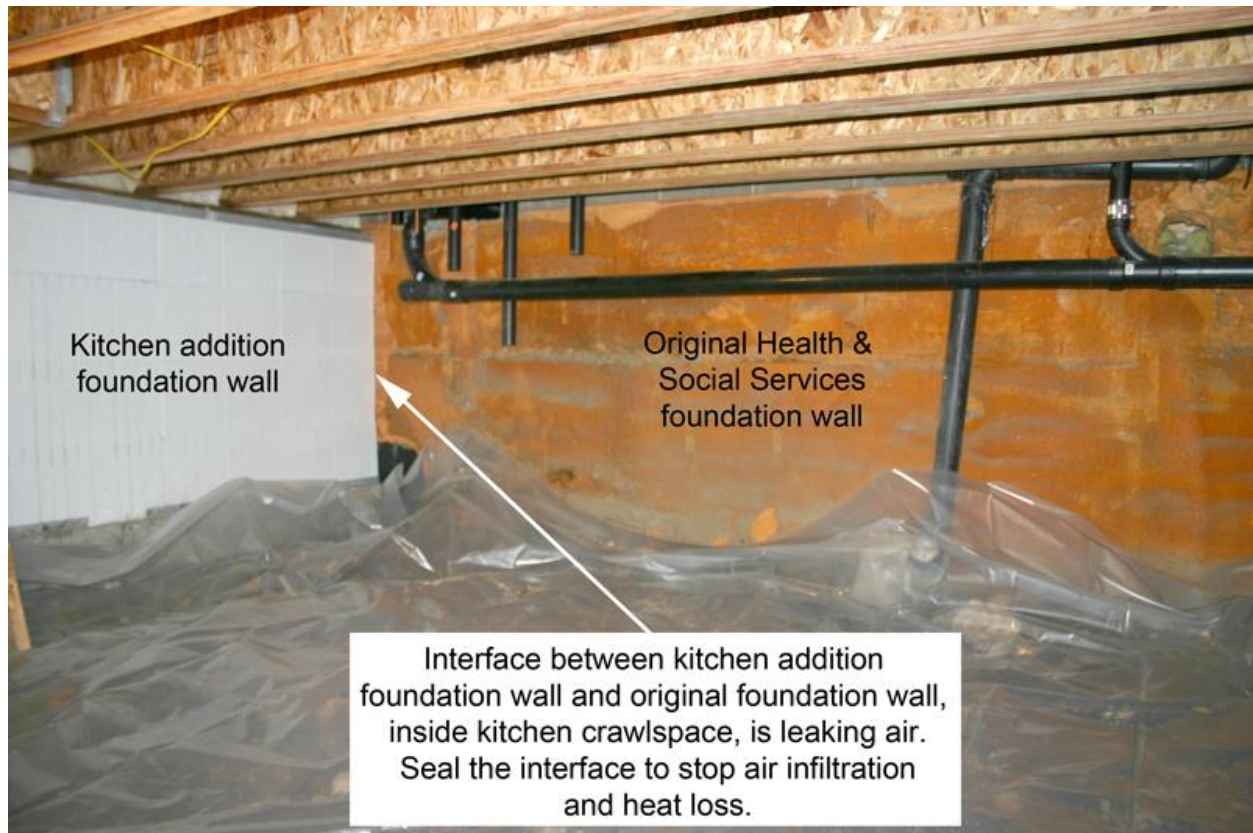 Kitchen addition
foundation wall
Original Health &
Social Services
foundation wall
Interface between kitchen addition
foundation wall and original foundation wall,
inside kitchen crawlspace, is leaking air.
Seal the interface to stop air infiltration
and heat loss.